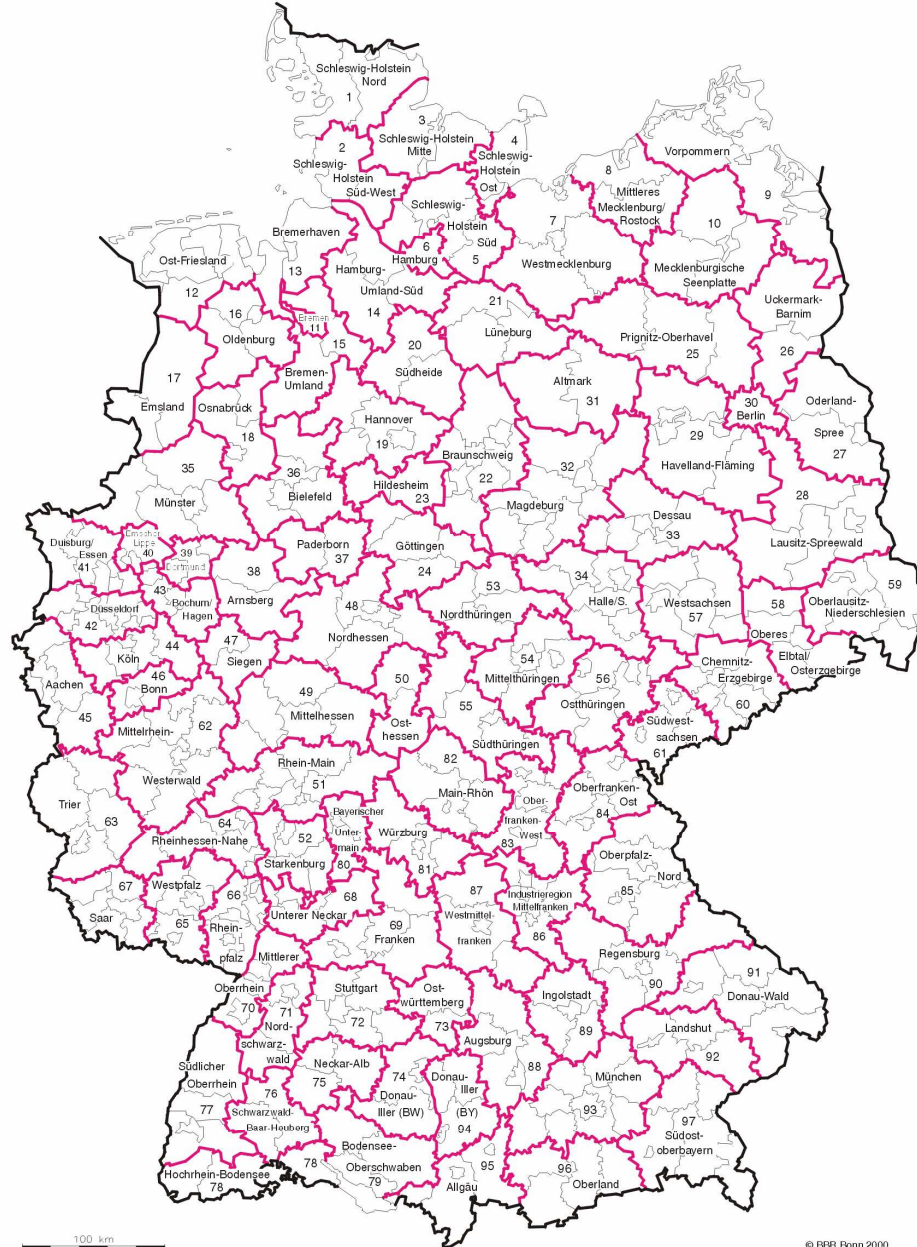 Schleswig-Holstein
Nord
1
3
Schleswig-Holstein
Mitte
4
Schleswig-
Holstein
Ost
2
Schleswig-
Holstein
Süd-West
Schleswig-
Holstein
Süd
5
6
Hamburg
Vorpommern
9
8
Mittleres
Mecklenburg/
Rostock
7
Westmecklenburg
10
Mecklenburgische
Seenplatte
Bremerhaven
13
Ost-Friesland
12
Hamburg-
Umland-Süd
14
Uckermark-
Barnim
26
16
Oldenburg
Bremen
11
15
Bremen-
Umland
21
Lüneburg
20
Südheide
Prignitz-Oberhavel
25
17
Emsland
Osnabrück
18
Altmark
31
30
Berlin
Oderland-
Spree
27
Hannover
19
29
Havelland-Fläming
Braunschweig
22
32
Magdeburg
35
Münster
36
Bielefeld
Hildesheim
23
28
Lausitz-Spreewald
Dessau
33
Duisburg/
Essen
41
Emscher-
Lippe
40
39
Dortmund
38
Arnsberg
Paderborn
37
Göttingen
24
53
Nordthüringen
34
Halle/S.
Westsachsen
57
58
Oberes
Elbtal/
Osterzgebirge
59
Oberlausitz-
Niederschlesien
Düsseldorf
42
43
Bochum/
Hagen
48
Nordhessen
44
Köln
47
Siegen
46
Bonn
Aachen
45
54
Mittelthüringen
56
Ostthüringen
Chemnitz-
Erzgebirge
60
50
Ost-
hessen
49
Mittelhessen
55
Südthüringen
Südwest-
sachsen
61
62
Mittelrhein-
Westerwald
Rhein-Main
51
82
Main-Rhön
Trier
63
Ober-
franken-
West
83
Oberfranken-
Ost
84
64
Rheinhessen-Nahe
52
Starkenburg
Bayerischer
Unter-
main
80
Würzburg
81
Oberpfalz-
Nord
85
67
Saar
Westpfalz
65
66
Rhein-
pfalz
Unterer Neckar
68
69
Franken
87
Westmittel-
franken
Industrieregion
Mittelfranken
86
Regensburg
90
91
Donau-Wald
Mittlerer
Oberrhein
70
71
Nord-
schwarz-
wald
Stuttgart
72
Ost-
württemberg
73
Ingolstadt
89
Landshut
92
Augsburg
88
Südlicher
Oberrhein
77
Neckar-Alb
75
74
Donau-
Iller (BW)
Donau-
Iller
(BY)
94
München
93
76
Schwarzwald-
Baar-Heuberg
97
Südost-
oberbayern
Bodensee-
Oberschwaben
79
78
Hochrhein-Bodensee
78
95
Allgäu
96
Oberland
100 km
© BBR Bonn 2000